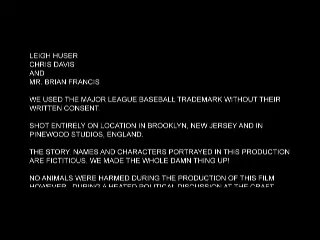 LEIGH HUSER
CHRIS DAVIS
AND
MR. BRIAN FRANCIS
WE USED THE MAJOR LEAGUE BASEBALL TRADEMARK WITHOUT THEIR
WRITTEN CONSENT.
SHOT ENTIRELY ON LOCATION IN BROOKLYN, NEW JERSEY AND IN
PINEWOOD STUDIOS, ENGLAND.
THE STORY, NAMES AND CHARACTERS PORTRAYED IN THIS PRODUCTION
ARE FICTITIOUS. WE MADE THE WHOLE DAMN THING UP!
NO ANIMALS WERE HARMED DURING THE PRODUCTION OF THIS FILM
HOWEVER, DURING A HEATED POLITICAL DISCUSSION AT THE CRAFT